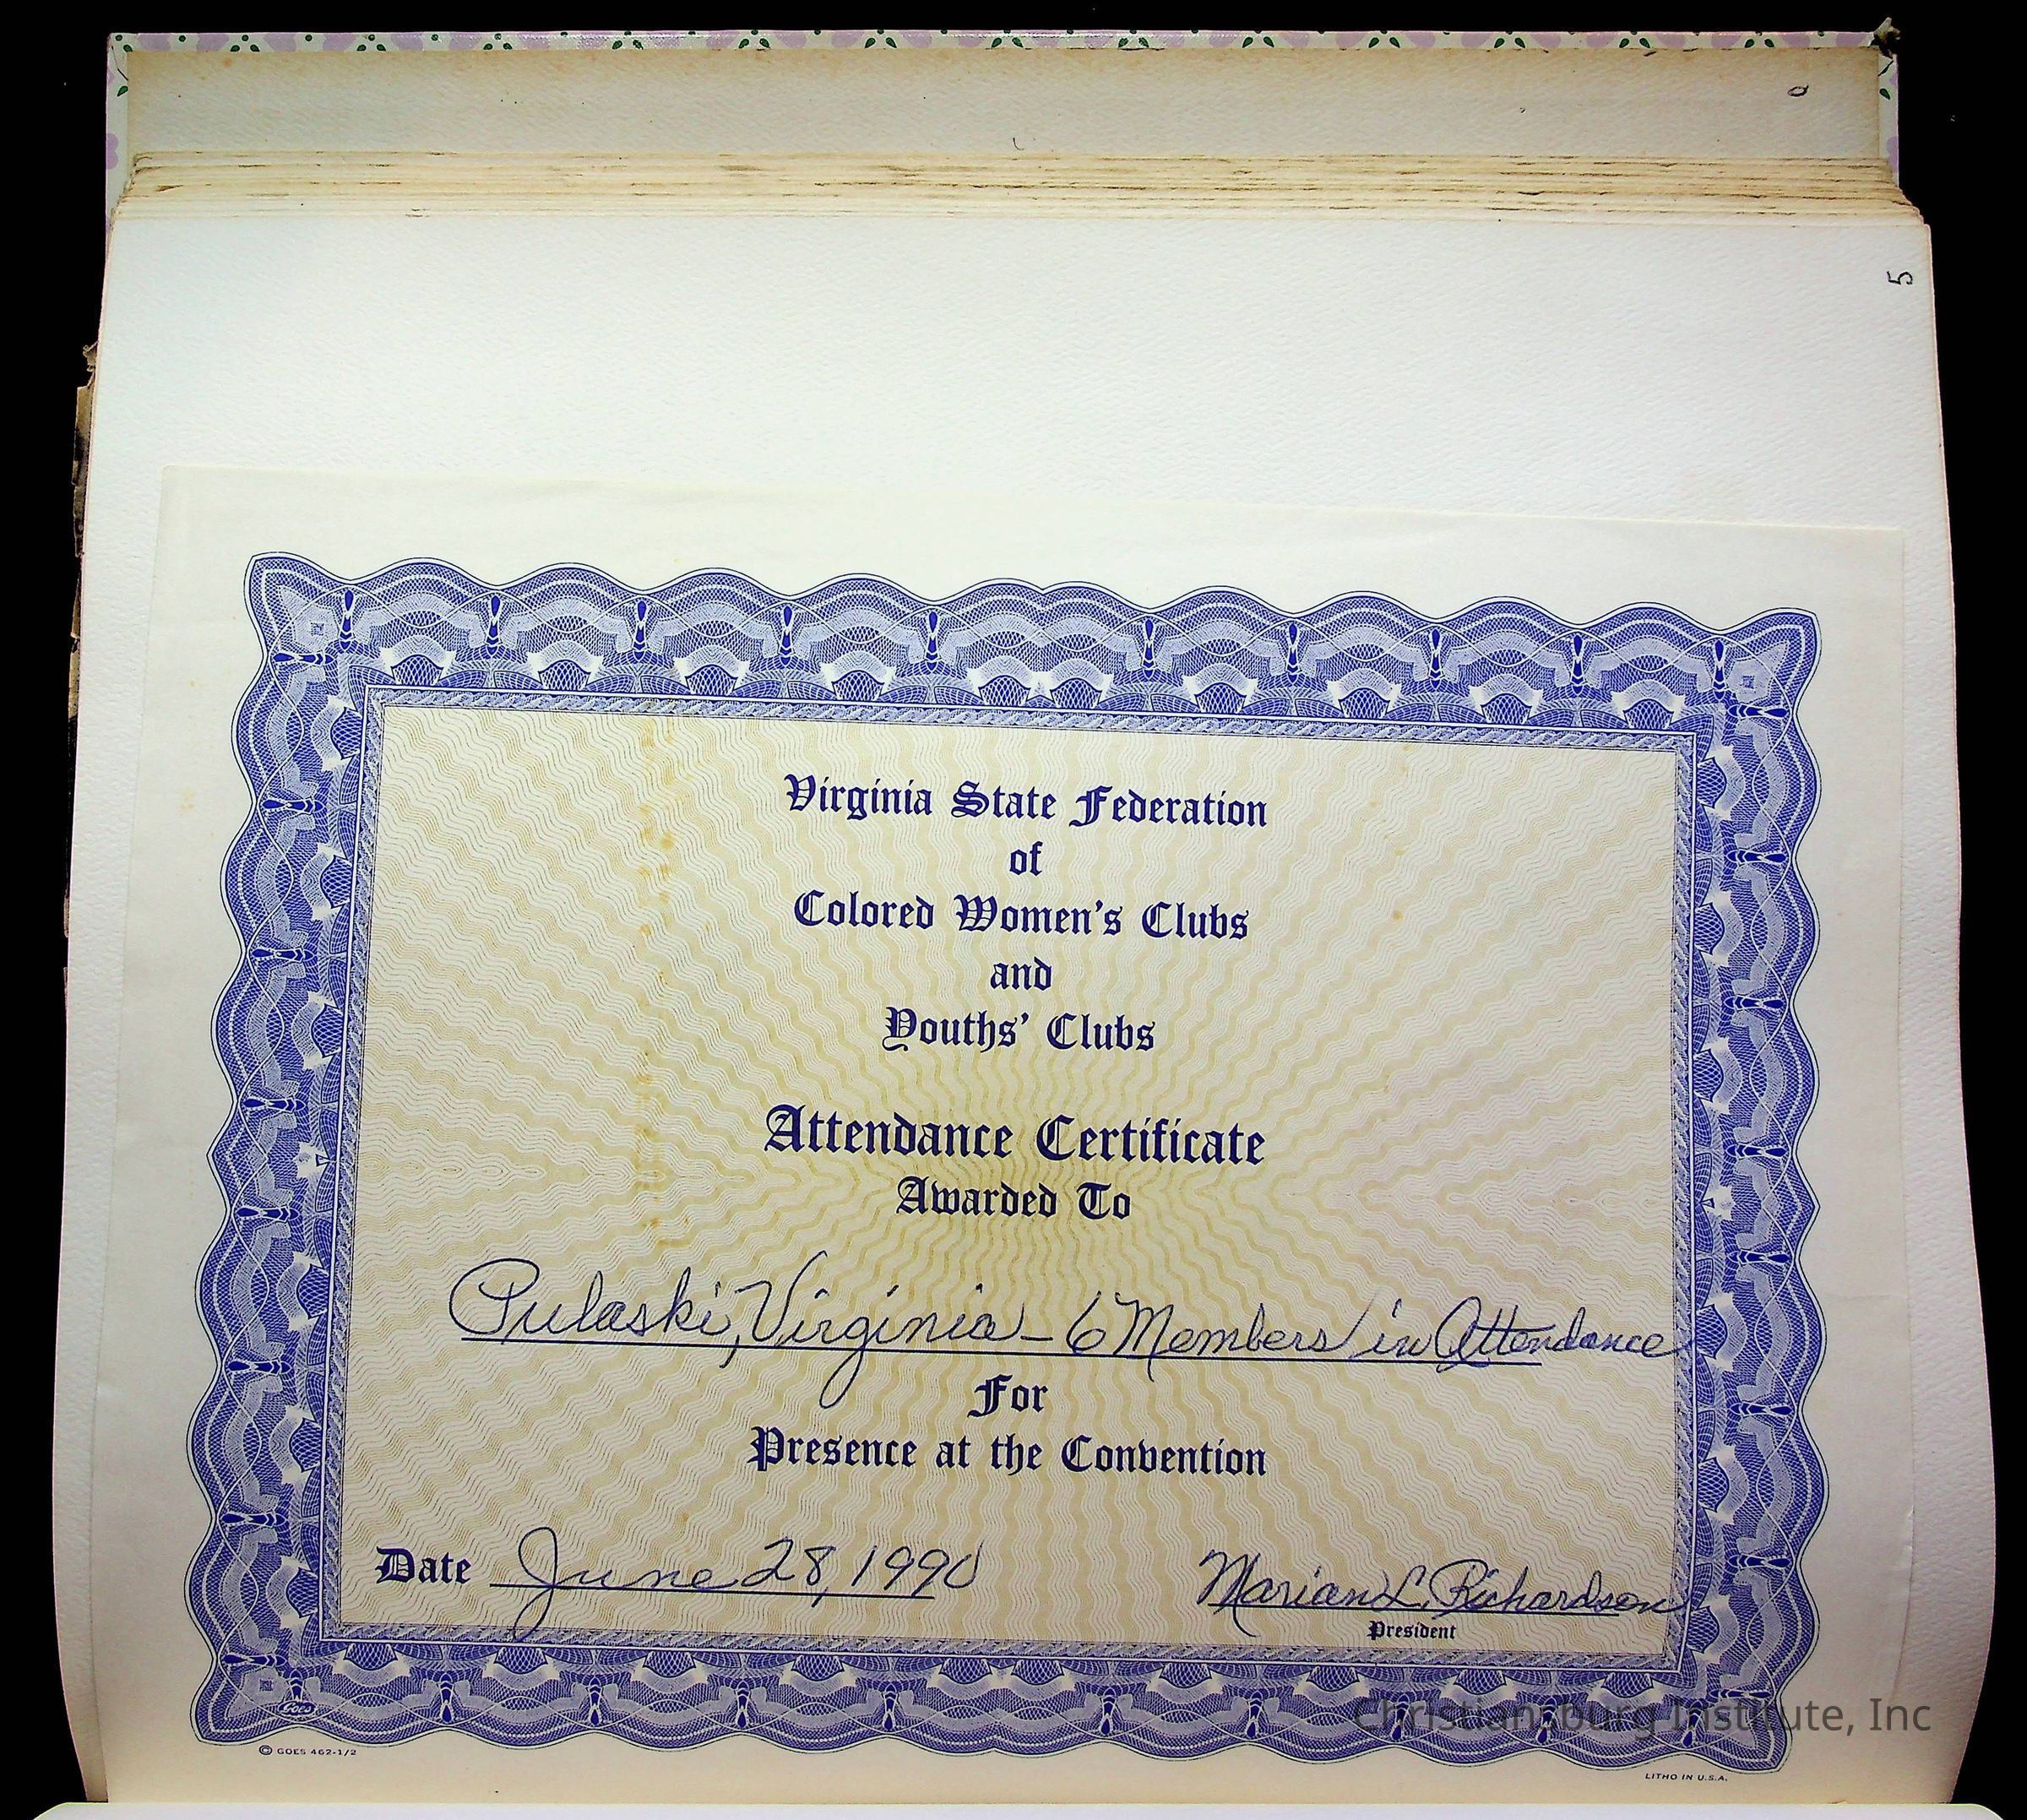 5
Virginia State Federation
of
Colored Women's Clubs
and
Youths' Clubs
Attendance Certificate
Awarded To
Pulaski, Virginia - 6 Members in Attendance
For
Presence at the Convention
Date June 28, 1990
Marian L. Richardson
President
Christiansburg Institute, Inc
GOES
© GOES 462-1/2
LITHO IN U.S.A.